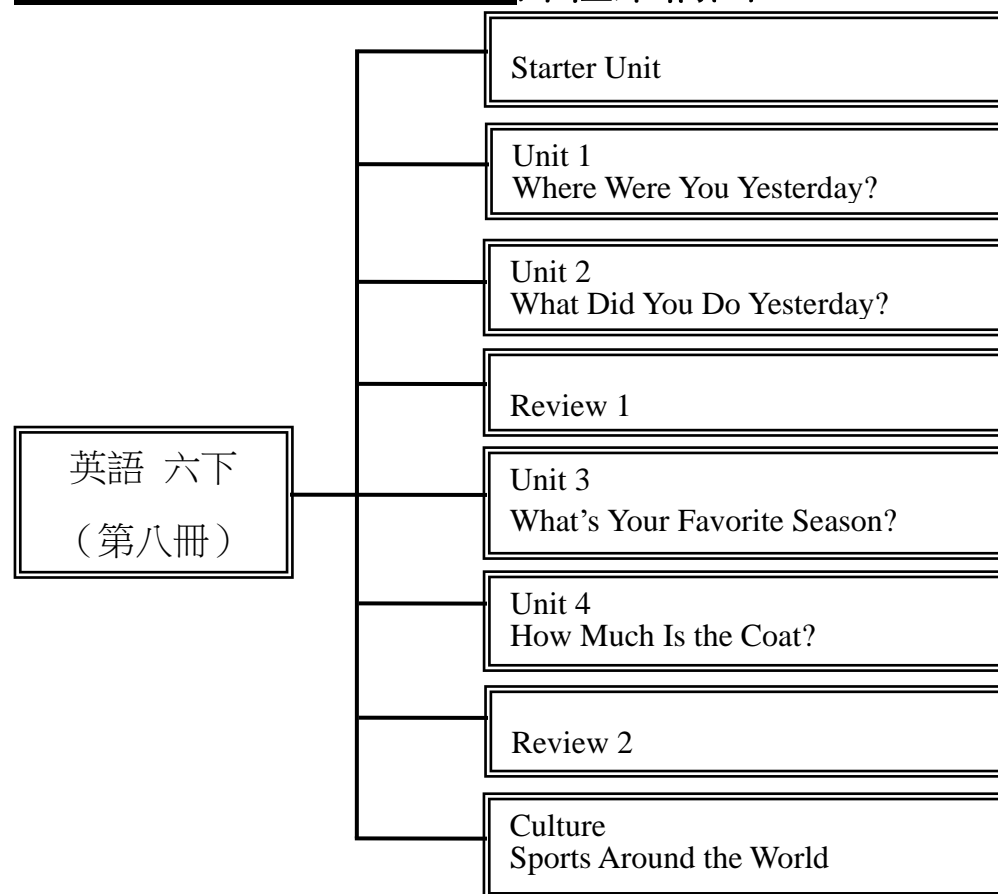 Starter Unit
Unit 1
Where Were You Yesterday?
Unit 2
What Did You Do Yesterday?
Review 1
英語 六下
（第八冊）
Unit 3
What's Your Favorite Season?
Unit 4
How Much Is the Coat?
Review 2
Culture
Sports Around the World